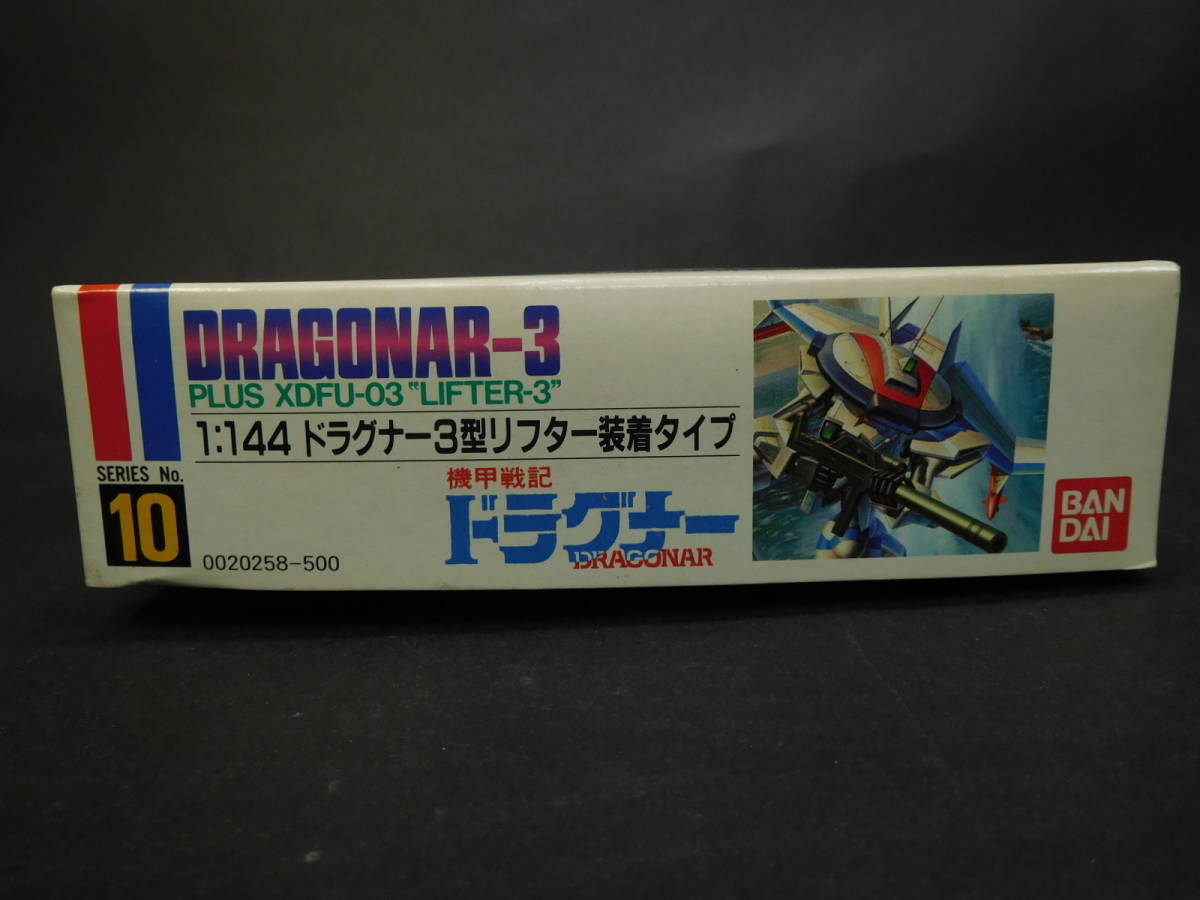 DRAGONAR-3
PLUS XDFU-03 “LIFTER-3”
1:144 ドラグナー3型リフター装着タイプ
SERIES No.
10
0020258-500
機甲戦記
ドラグナー
DRAGONAR
BAN
DAI